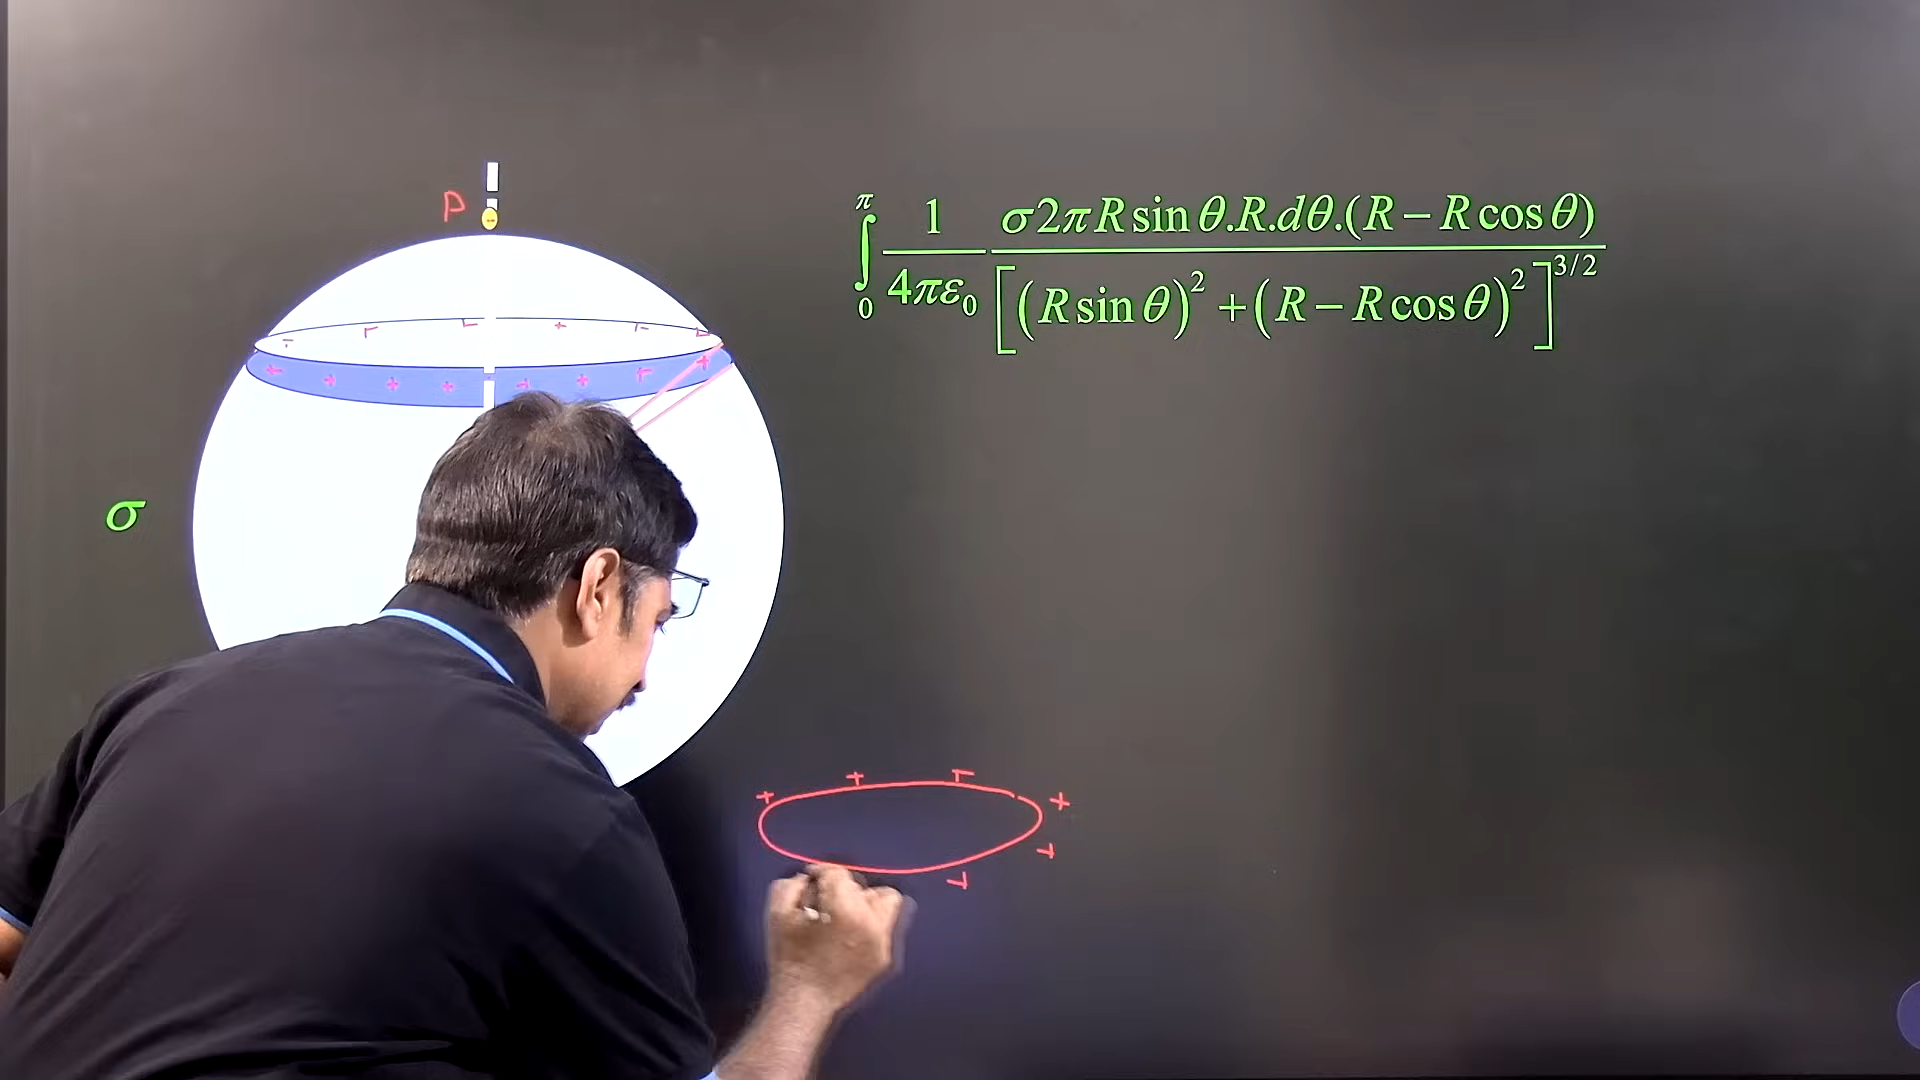 P
∫₀^π 1/(4πε₀) σ2πR sin θ.R.dθ.(R − R cos θ)/[(R sin θ)² + (R − R cos θ)²]^{3/2}
σ